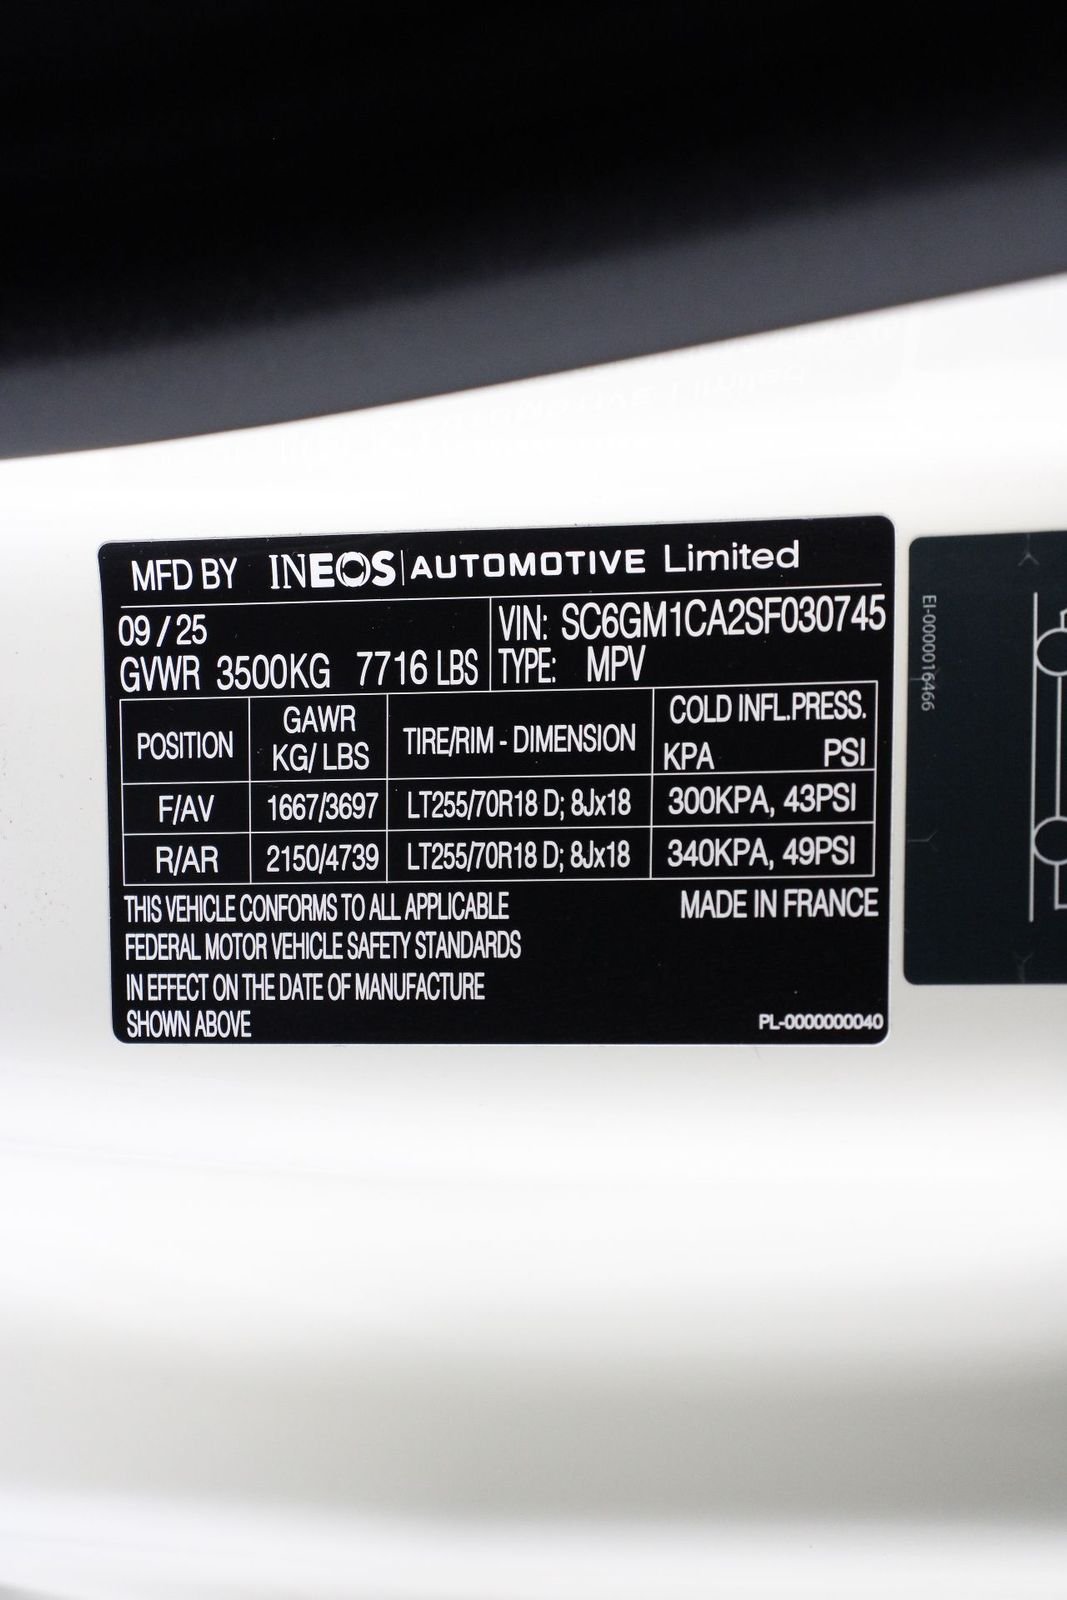 MFD BY INEOS AUTOMOTIVE Limited
09 / 25
GVWR 3500KG 7716 LBS
VIN: SC6GM1CA2SF030745
TYPE: MPV
POSITION GAWR KG/ LBS TIRE/RIM - DIMENSION COLD INFL.PRESS. KPA PSI
F/AV 1667/3697 LT255/70R18 D; 8Jx18 300KPA, 43PSI
R/AR 2150/4739 LT255/70R18 D; 8Jx18 340KPA, 49PSI
THIS VEHICLE CONFORMS TO ALL APPLICABLE
FEDERAL MOTOR VEHICLE SAFETY STANDARDS
IN EFFECT ON THE DATE OF MANUFACTURE
SHOWN ABOVE
MADE IN FRANCE
PL-0000000040
EI-0000016466